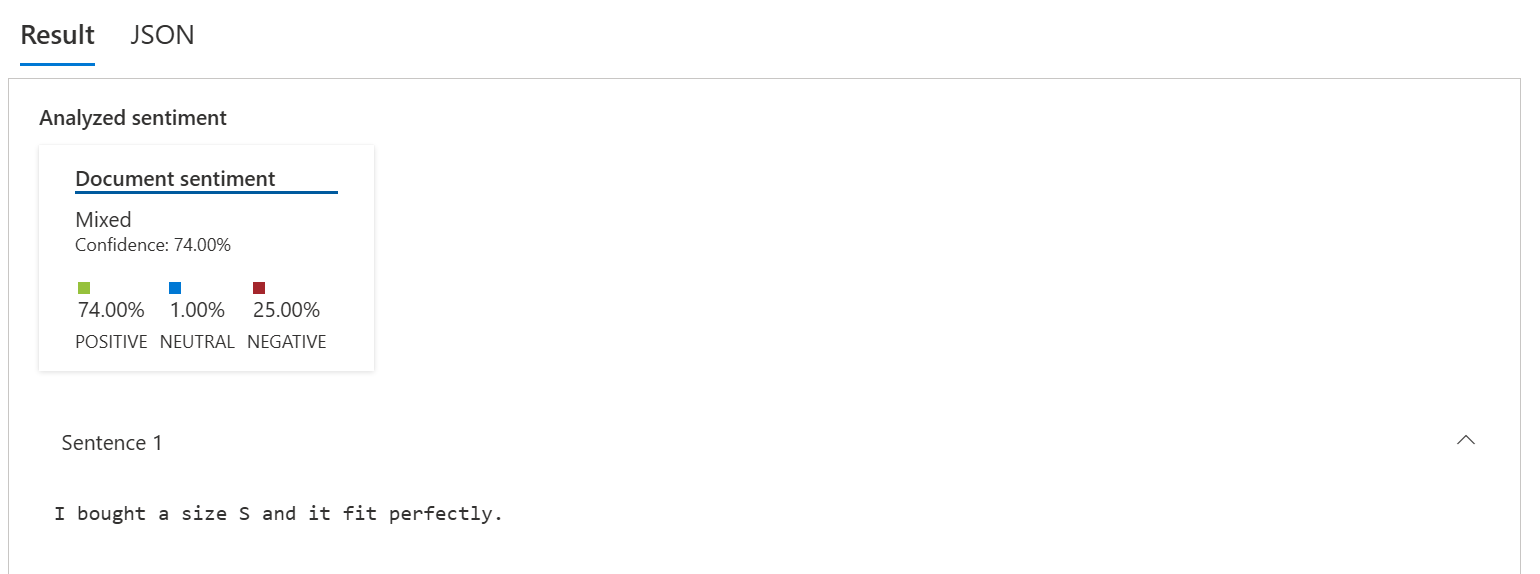 Result JSON
Analyzed sentiment
Document sentiment
Mixed
Confidence: 74.00%
74.00% 1.00% 25.00%
POSITIVE NEUTRAL NEGATIVE
Sentence 1
I bought a size S and it fit perfectly.